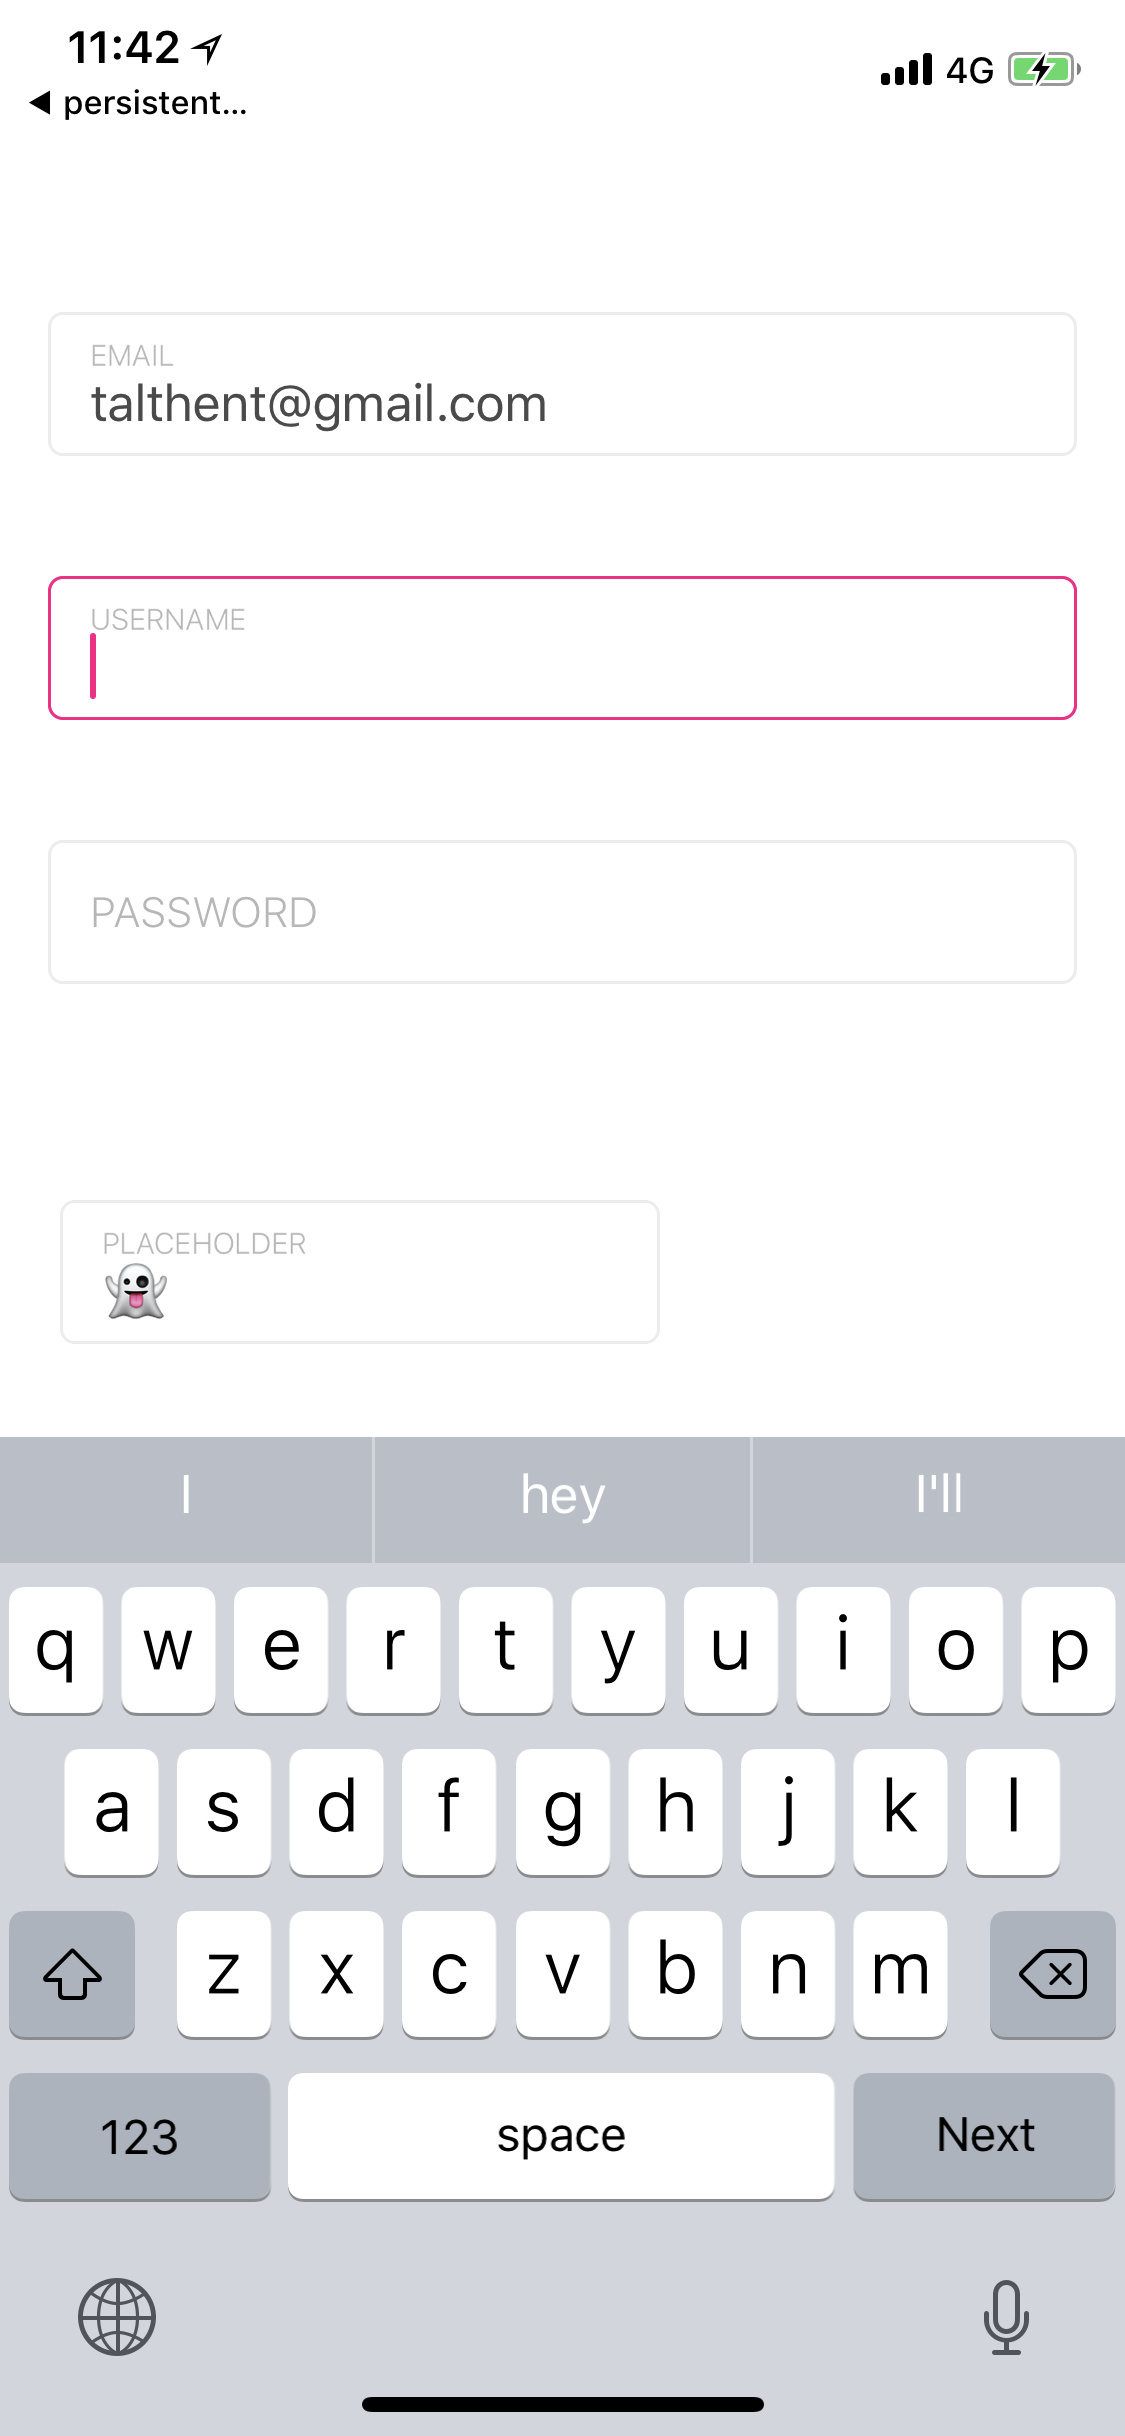 11:42
4G
persistent...
EMAIL
talthent@gmail.com
USERNAME
PASSWORD
PLACEHOLDER
👻
I hey I'll
q w e r t y u i o p
a s d f g h j k l
z x c v b n m
123 space Next